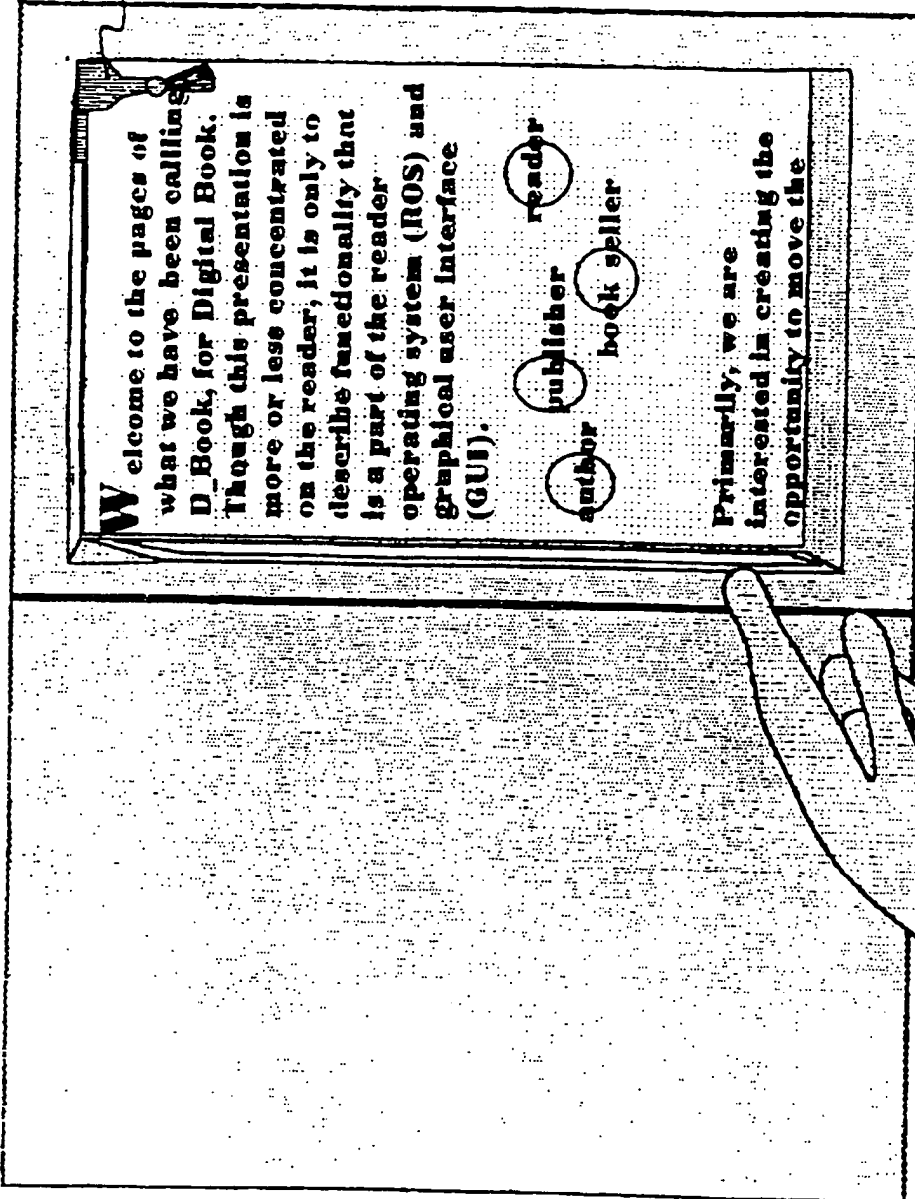 Welcome to the pages of
what we have been callling
D_Book, for Digital Book.
Though this presentation is
more or less concentrated
on the reader, it is only to
describe funcdonality that
is a part of the reader
operating system (ROS) and
graphical user interface
(GUI).
author
publisher
book seller
reader
Primarily, we are
interested in creating the
opportunity to move the